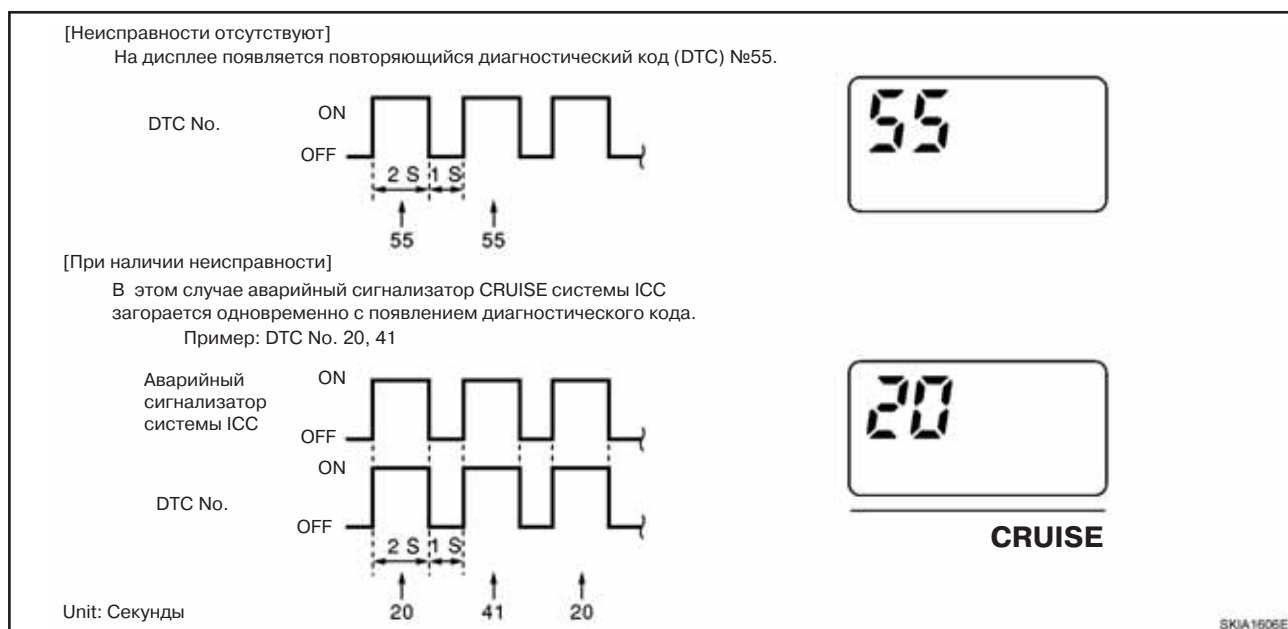 [Неисправности отсутствуют]
На дисплее появляется повторяющийся диагностический код (DTC) №55.
DTC No.
ON
OFF
2 S 1 S
55 55
55
[При наличии неисправности]
В этом случае аварийный сигнализатор CRUISE системы ICC
загорается одновременно с появлением диагностического кода.
Пример: DTC No. 20, 41
Аварийный
сигнализатор
системы ICC
ON
OFF
DTC No.
ON
OFF
2 S 1 S
20 41 20
Unit: Секунды
20
CRUISE
SKIA1606E